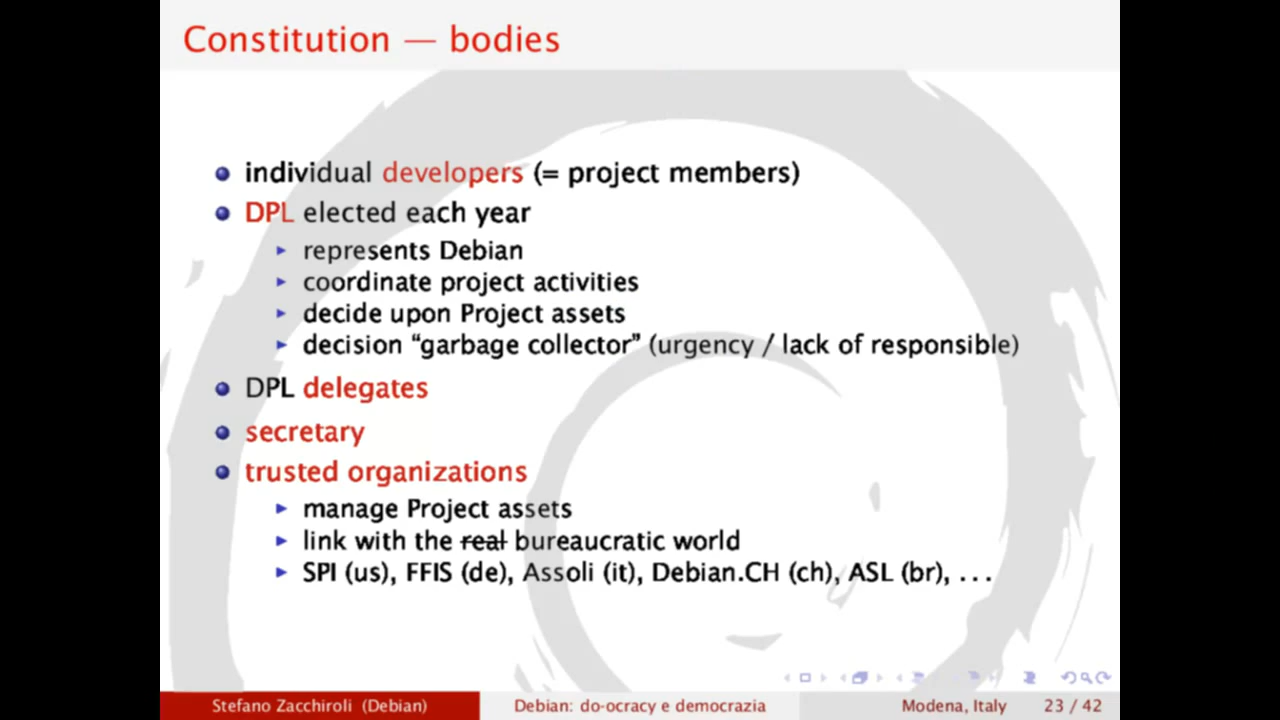 Constitution — bodies
individual developers (= project members)
DPL elected each year
represents Debian
coordinate project activities
decide upon Project assets
decision “garbage collector” (urgency / lack of responsible)
DPL delegates
secretary
trusted organizations
manage Project assets
link with the real bureaucratic world
SPI (us), FFIS (de), Assoli (it), Debian.CH (ch), ASL (br), ...
Stefano Zacchiroli (Debian) Debian: do-ocracy e democrazia Modena, Italy 23 / 42